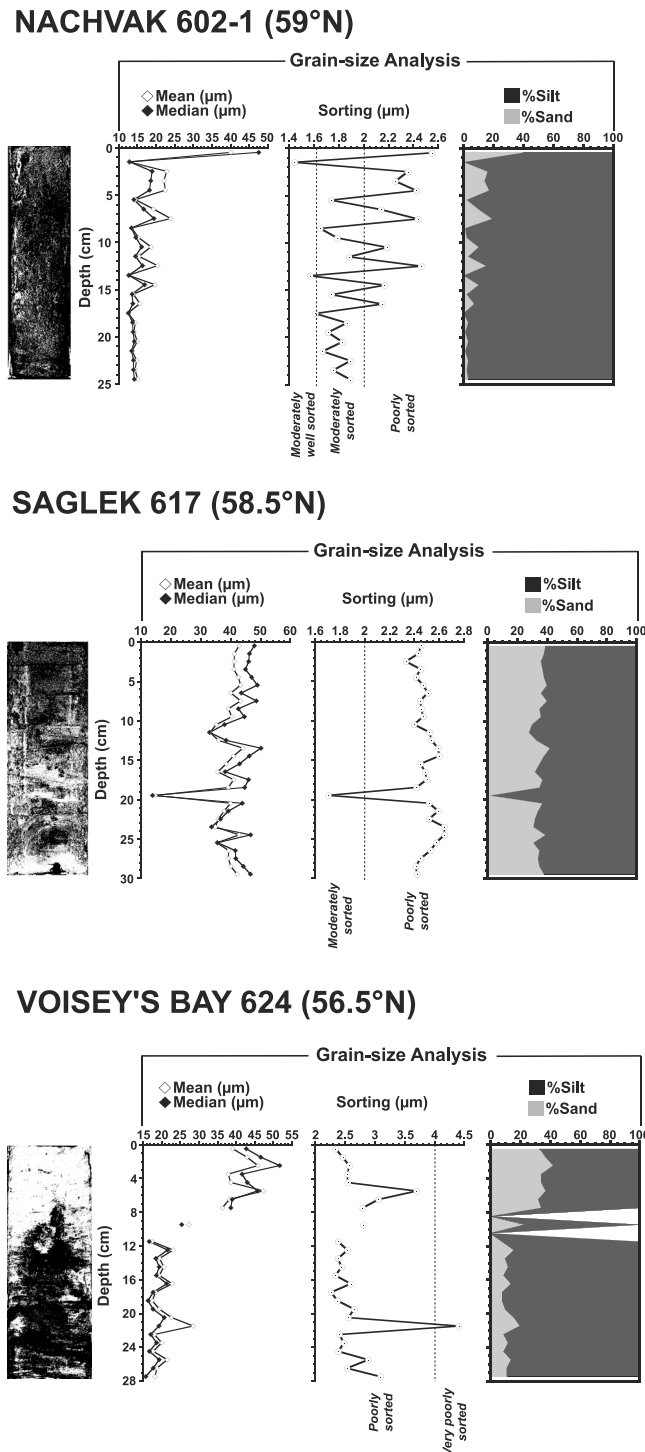 NACHVAK 602-1 (59°N)
Grain-size Analysis
Mean (μm)
Median (μm)
Sorting (μm)
%Silt
%Sand
10 15 20 25 30 35 40 45 50
1.4 1.6 1.8 2 2.2 2.4 2.6
0 20 40 60 80 100
Depth (cm)
0
5
10
15
20
25
Moderately
well sorted
Moderately
sorted
Poorly
sorted
SAGLEK 617 (58.5°N)
Grain-size Analysis
Mean (μm)
Median (μm)
Sorting (μm)
%Silt
%Sand
10 20 30 40 50 60
1.6 1.8 2 2.2 2.4 2.6 2.8
0 20 40 60 80 100
Depth (cm)
0
5
10
15
20
25
30
Moderately
sorted
Poorly
sorted
VOISEY'S BAY 624 (56.5°N)
Grain-size Analysis
Mean (μm)
Median (μm)
Sorting (μm)
%Silt
%Sand
15 20 25 30 35 40 45 50 55
2 2.5 3 3.5 4 4.5
0 20 40 60 80 100
Depth (cm)
0
4
8
12
16
20
24
28
Poorly
sorted
Very poorly
sorted